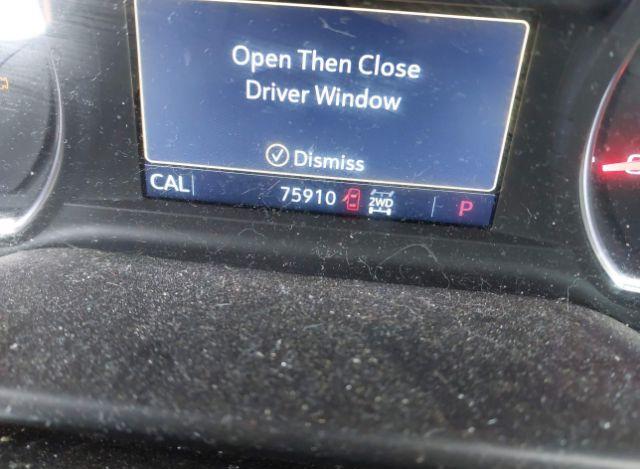 Open Then Close
Driver Window
Dismiss
CAL 75910 2WD P